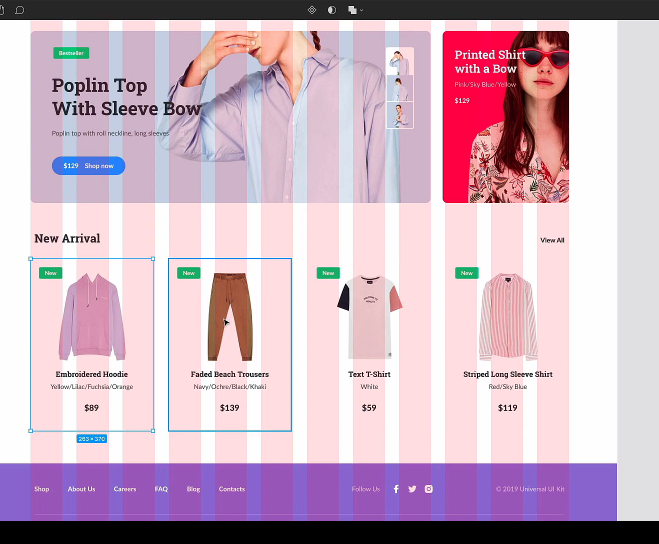 Bestseller
Poplin Top
With Sleeve Bow
Poplin top with roll neckline, long sleeves
$129 Shop now
Printed Shirt
with a Bow
Pink/Sky Blue/Yellow
$129
New Arrival
View All
New
New
New
New
Embroidered Hoodie
Yellow/Lilac/Fuchsia/Orange
$89
Faded Beach Trousers
Navy/Ochre/Black/Khaki
$139
Text T-Shirt
White
$59
Striped Long Sleeve Shirt
Red/Sky Blue
$119
263 × 370
Shop About Us Careers FAQ Blog Contacts Follow Us © 2019 Universal UI Kit